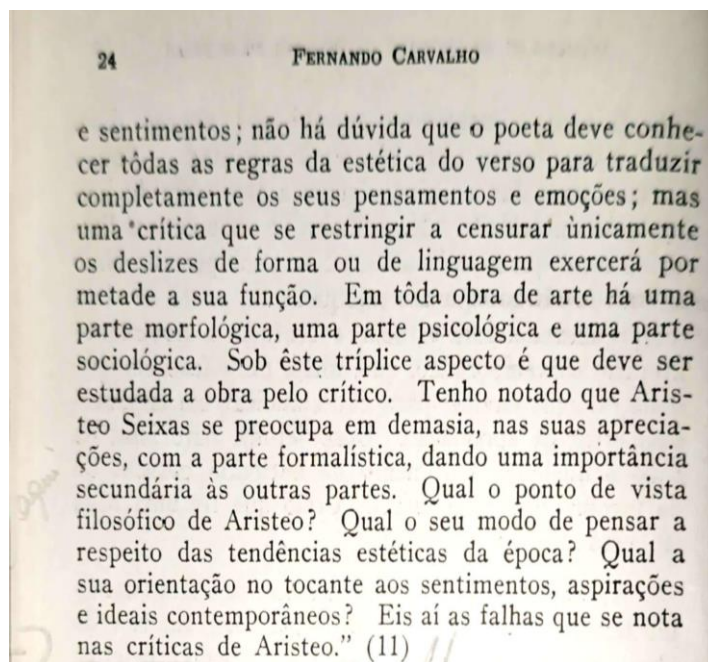 24
FERNANDO CARVALHO
e sentimentos; não há dúvida que o poeta deve conhe-
cer tôdas as regras da estética do verso para traduzir
completamente os seus pensamentos e emoções; mas
uma crítica que se restringir a censurar ùnicamente
os deslizes de forma ou de linguagem exercerá por
metade a sua função. Em tôda obra de arte há uma
parte morfológica, uma parte psicológica e uma parte
sociológica. Sob êste tríplice aspecto é que deve ser
estudada a obra pelo crítico. Tenho notado que Aris-
teo Seixas se preocupa em demasia, nas suas aprecia-
ções, com a parte formalística, dando uma importância
secundária às outras partes. Qual o ponto de vista
filosófico de Aristeo? Qual o seu modo de pensar a
respeito das tendências estéticas da época? Qual a
sua orientação no tocante aos sentimentos, aspirações
e ideais contemporâneos? Eis aí as falhas que se nota
nas críticas de Aristeo.” (11)
aqui